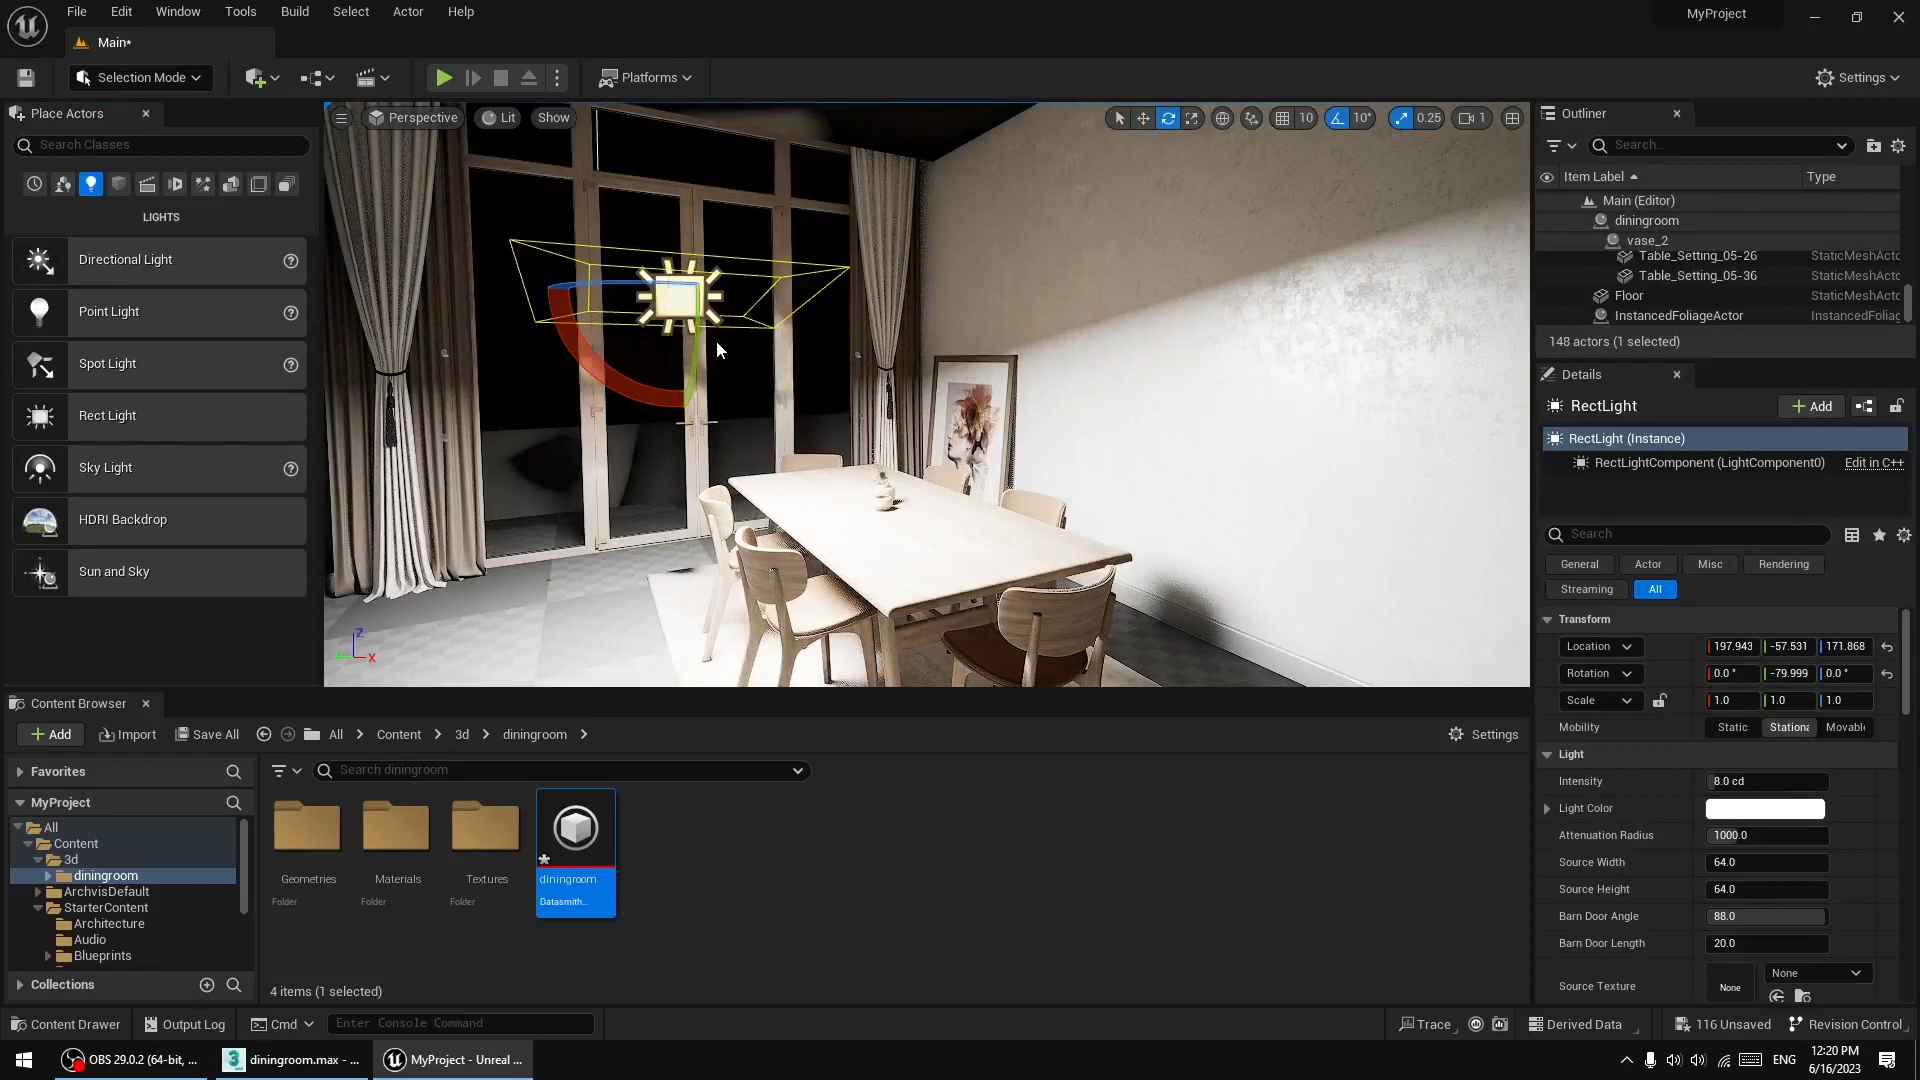 File Edit Window Tools Build Select Actor Help
MyProject
Main*
Selection Mode
Platforms
Settings
Place Actors
Search Classes
LIGHTS
Directional Light
Point Light
Spot Light
Rect Light
Sky Light
HDRI Backdrop
Sun and Sky
Perspective
Lit
Show
10
10°
0.25
1
Z
X
Outliner
Search...
Item Label
Type
Main (Editor)
diningroom
vase_2
Table_Setting_05-26 StaticMeshActo
Table_Setting_05-36 StaticMeshActo
Floor StaticMeshActo
InstancedFoliageActor InstancedFoliag
148 actors (1 selected)
Details
RectLight
Add
RectLight (Instance)
RectLightComponent (LightComponent0) Edit in C++
Search
General Actor Misc Rendering
Streaming All
Transform
Location 197.943 -57.531 171.868
Rotation 0.0° -79.999 0.0°
Scale 1.0 1.0 1.0
Mobility Static Stationa Movabl
Light
Intensity 8.0 cd
Light Color
Attenuation Radius 1000.0
Source Width 64.0
Source Height 64.0
Barn Door Angle 88.0
Barn Door Length 20.0
Source Texture None None
Content Browser
Add Import Save All All Content 3d diningroom Settings
Favorites
Search diningroom
MyProject
All
Content
3d
diningroom
ArchvisDefault
StarterContent
Architecture
Audio
Blueprints
Collections
Geometries Materials Textures diningroom
Folder Folder Folder Datasmith...
4 items (1 selected)
Content Drawer Output Log Cmd Enter Console Command Trace Derived Data 116 Unsaved Revision Control
OBS 29.0.2 (64-bit, ... diningroom.max - ... MyProject - Unreal ... ENG
12:20 PM
6/16/2023